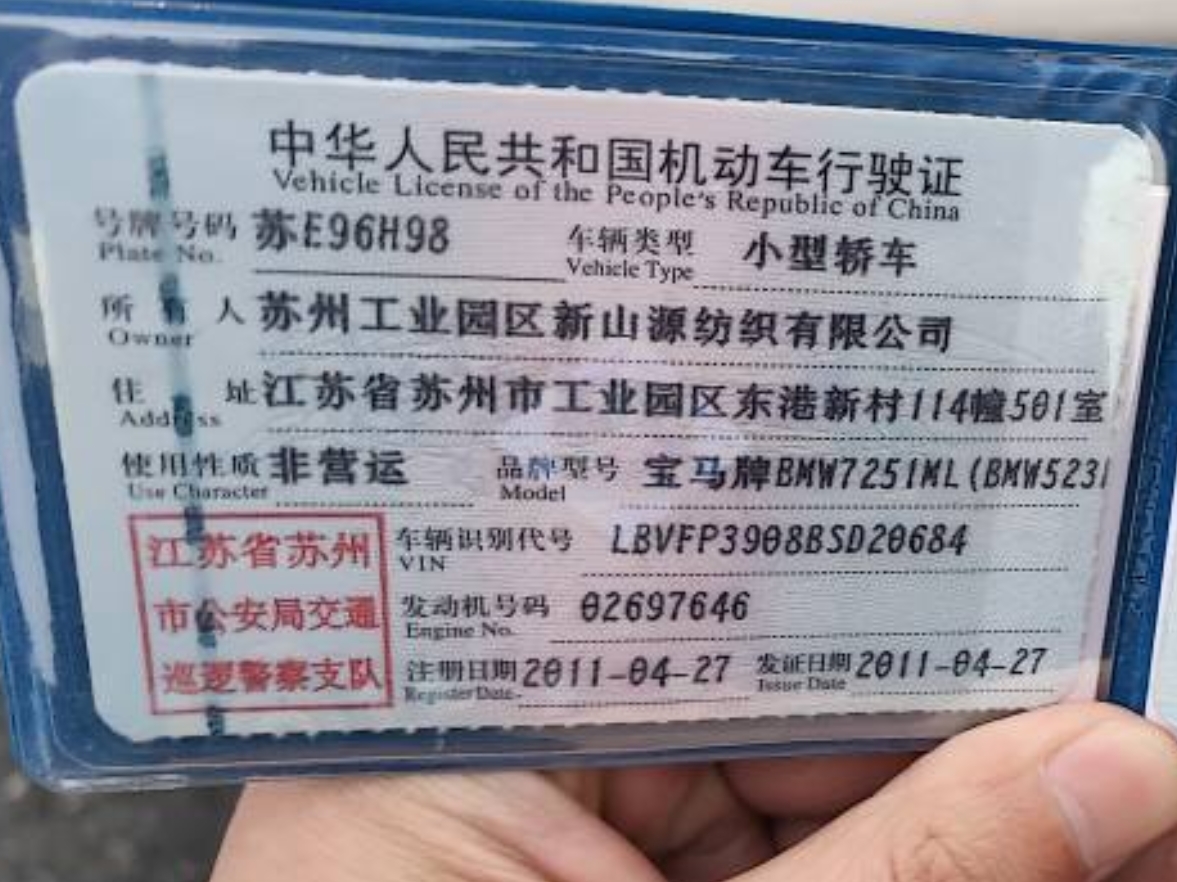 中华人民共和国机动车行驶证
Vehicle License of the People's Republic of China
号牌号码 苏E96H98 车辆类型 小型轿车
Plate No. Vehicle Type
所有人 苏州工业园区新山源纺织有限公司
Owner
住址 江苏省苏州市工业园区东港新村114幢501室
Address
使用性质 非营运 品牌型号 宝马牌BMW7251ML(BMW523l
Use Character Model
江苏省苏州
市公安局交通
巡逻警察支队
车辆识别代号 LBVFP3908BSD20684
VIN
发动机号码 02697646
Engine No.
注册日期 2011-04-27 发证日期 2011-04-27
Register Date Issue Date